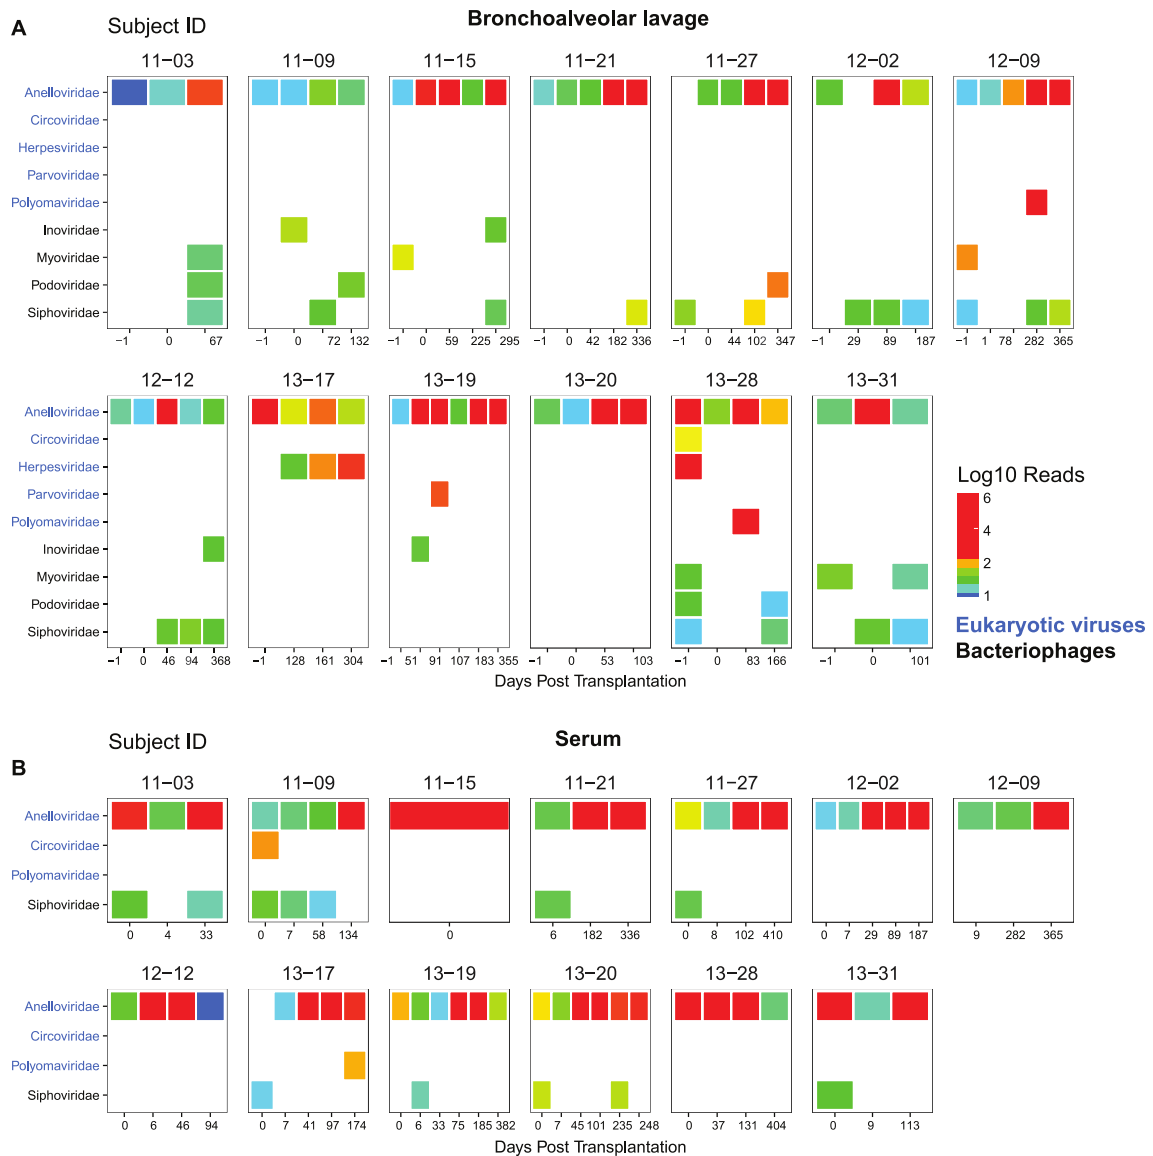 A
Subject ID
Bronchoalveolar lavage
11−03 11−09 11−15 11−21 11−27 12−02 12−09
Anelloviridae
Circoviridae
Herpesviridae
Parvoviridae
Polyomaviridae
Inoviridae
Myoviridae
Podoviridae
Siphoviridae
−1 0 67 −1 0 72 132 −1 0 59 225 295 −1 0 42 182 336 −1 0 44 102 347 −1 29 89 187 −1 1 78 282 365
12−12 13−17 13−19 13−20 13−28 13−31
Anelloviridae
Circoviridae
Herpesviridae
Parvoviridae
Polyomaviridae
Inoviridae
Myoviridae
Podoviridae
Siphoviridae
−1 0 46 94 368 −1 128 161 304 −1 51 91 107 183 355 −1 0 53 103 −1 0 83 166 −1 0 101
Days Post Transplantation
Log10 Reads
6
4
2
1
Eukaryotic viruses
Bacteriophages
B
Subject ID
Serum
11−03 11−09 11−15 11−21 11−27 12−02 12−09
Anelloviridae
Circoviridae
Polyomaviridae
Siphoviridae
0 4 33 0 7 58 134 0 6 182 336 0 8 102 410 0 7 29 89 187 9 282 365
12−12 13−17 13−19 13−20 13−28 13−31
Anelloviridae
Circoviridae
Polyomaviridae
Siphoviridae
0 6 46 94 0 7 41 97 174 0 6 33 75 185 382 0 7 45 101 235 248 0 37 131 404 0 9 113
Days Post Transplantation